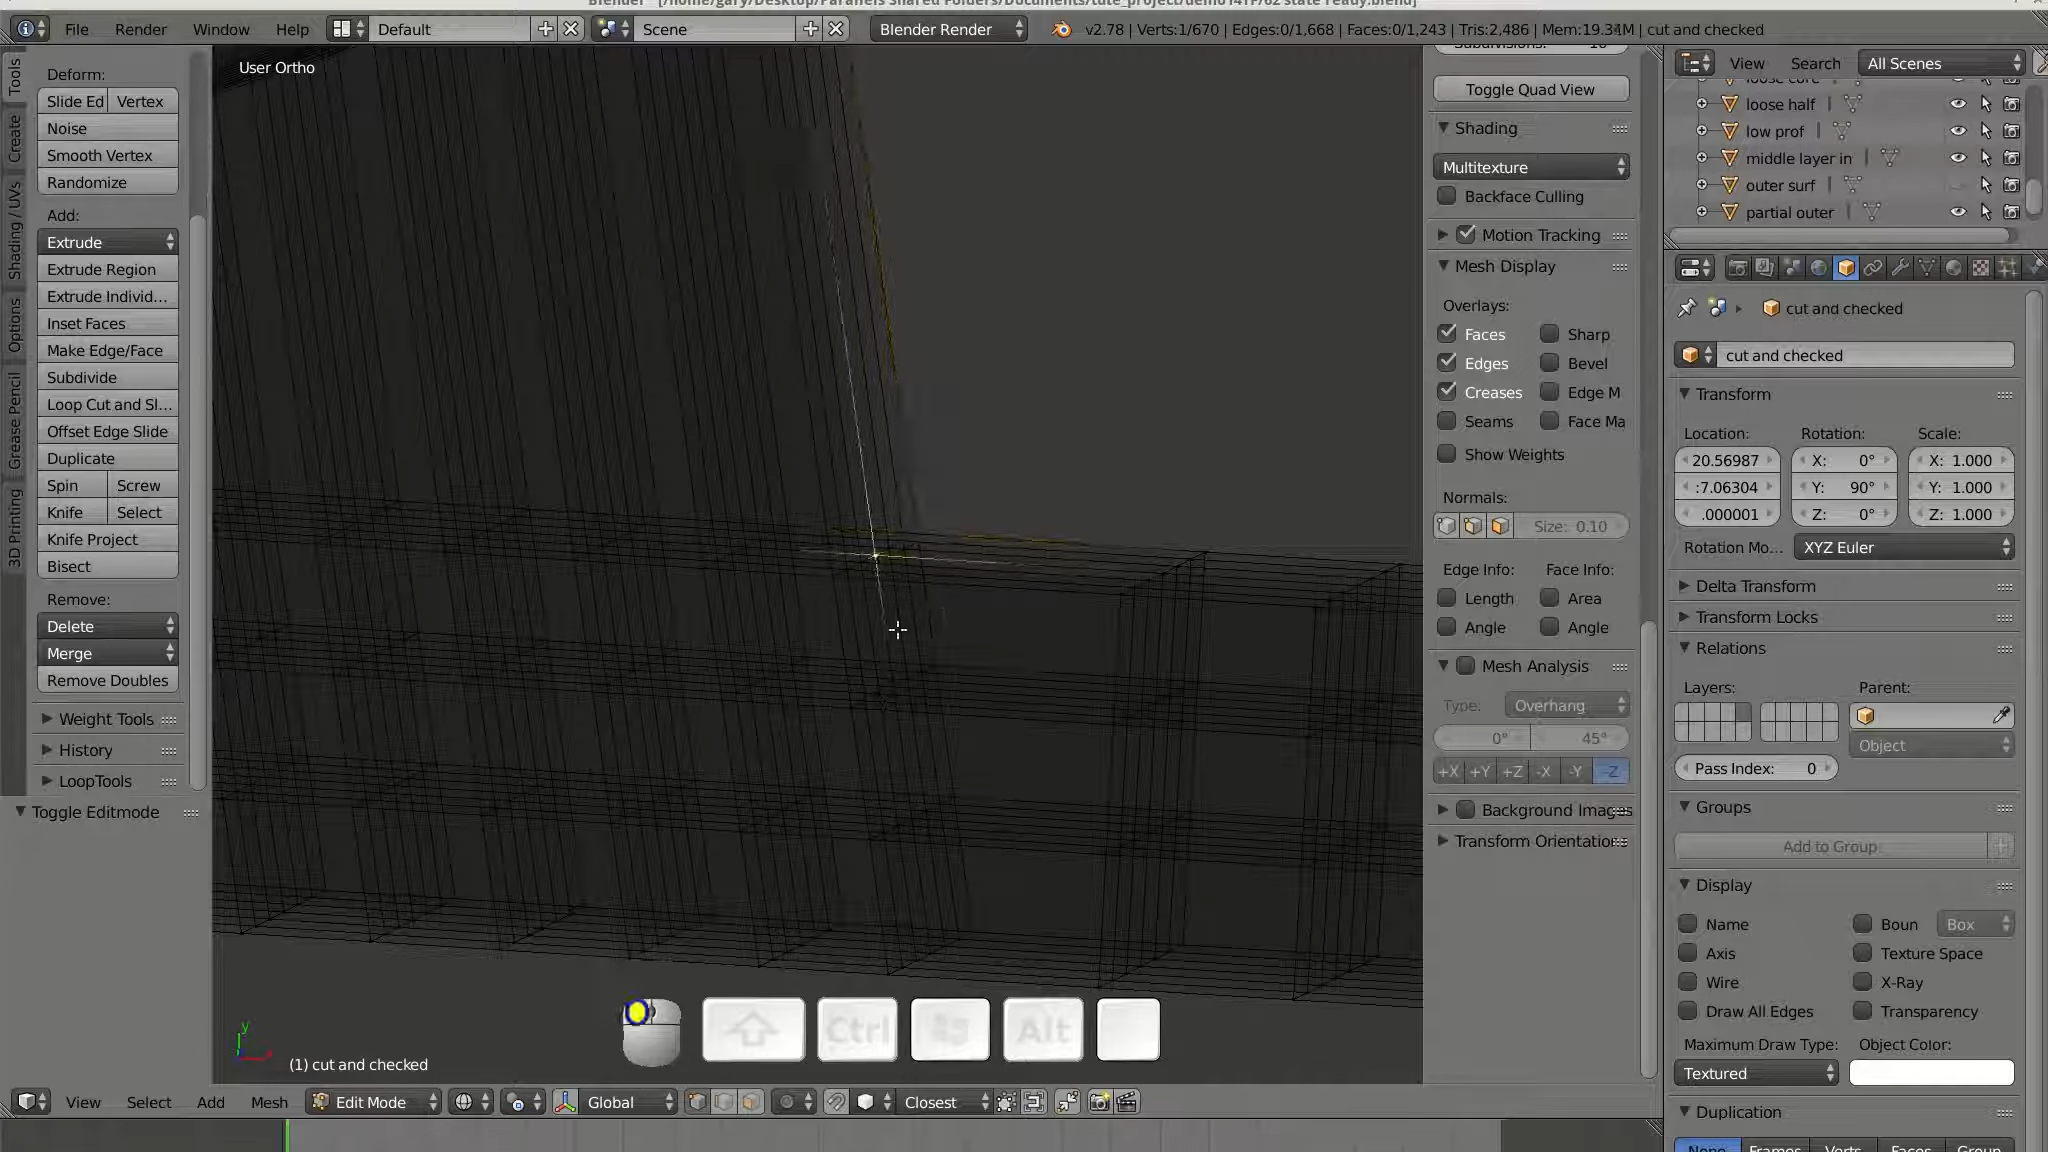 Blender* [/home/gary/Desktop/Parallels Shared Folders/Documents/tute_project/demo141F/62 state ready.blend]
File Render Window Help Default Scene Blender Render v2.78 | Verts:1/670 | Edges:0/1,668 | Faces:0/1,243 | Tris:2,486 | Mem:19.34M | cut and checked
Tools
Create
Shading / UVs
Options
Grease Pencil
3D Printing
Deform:
Slide Ed Vertex
Noise
Smooth Vertex
Randomize
Add:
Extrude
Extrude Region
Extrude Individ...
Inset Faces
Make Edge/Face
Subdivide
Loop Cut and Sl...
Offset Edge Slide
Duplicate
Spin Screw
Knife Select
Knife Project
Bisect
Remove:
Delete
Merge
Remove Doubles
Weight Tools
History
LoopTools
Toggle Editmode
User Ortho
y
(1) cut and checked
Ctrl Alt
View Select Add Mesh Edit Mode Global Closest
Toggle Quad View
Shading
Multitexture
Backface Culling
Motion Tracking
Mesh Display
Overlays:
Faces Sharp
Edges Bevel
Creases Edge M
Seams Face Ma
Show Weights
Normals:
Size: 0.10
Edge Info: Face Info:
Length Area
Angle Angle
Mesh Analysis
Type: Overhang
0° 45°
+X +Y +Z -X -Y -Z
Background Images
Transform Orientations
View Search All Scenes
loose core
loose half
low prof
middle layer in
outer surf
partial outer
cut and checked
cut and checked
Transform
Location: Rotation: Scale:
20.56987 X: 0° X: 1.000
:7.06304 Y: 90° Y: 1.000
.000001 Z: 0° Z: 1.000
Rotation Mo... XYZ Euler
Delta Transform
Transform Locks
Relations
Layers: Parent:
Object
Pass Index: 0
Groups
Add to Group
Display
Name Boun Box
Axis Texture Space
Wire X-Ray
Draw All Edges Transparency
Maximum Draw Type: Object Color:
Textured
Duplication
None Frames Verts Faces Group